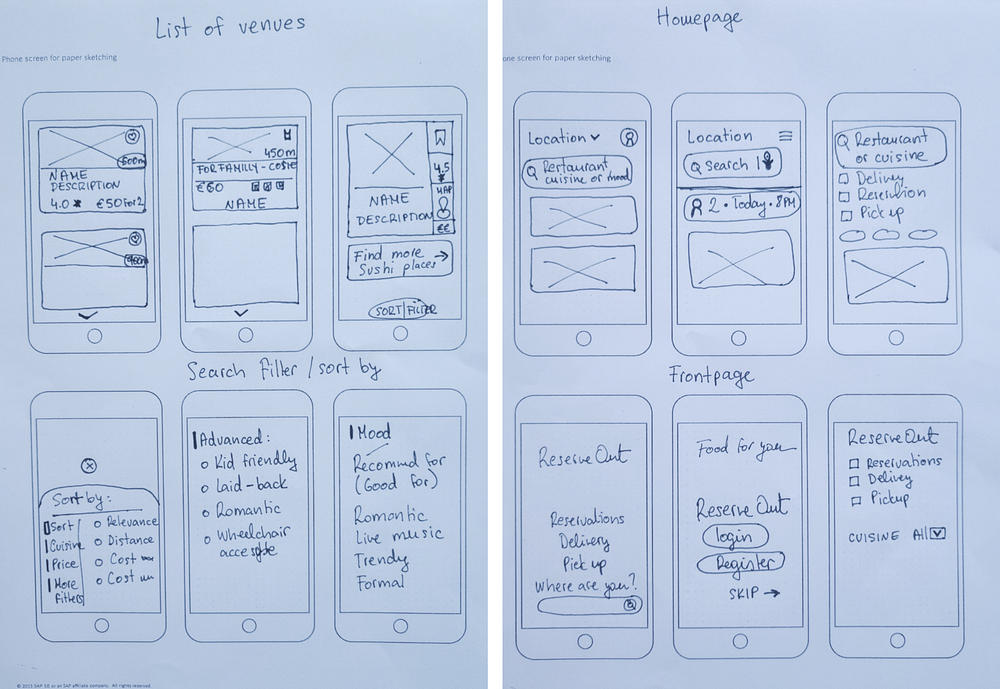 List of venues
Phone screen for paper sketching
500m
NAME
DESCRIPTION
4.0 €50 For 2
450m
FOR FAMILLY - COSIE
€€60
NAME
4.5
MAP
NAME
DESCRIPTION
€€
Find more
Sushi places
SORT|FILTER
Search filter / sort by
Sort by:
Sort
Cuisine
Price
More
filters
Relevance
Distance
Cost
Cost
Advanced:
Kid friendly
Laid-back
Romantic
Wheelchair
Mood
Recommend for
(Good for)
Romantic
Live music
Trendy
Formal
© 2015 SAP SE or an SAP affiliate company. All rights reserved.
Homepage
one screen for paper sketching
Location
Restaurant
cuisine or mood
Location
Search
2 • Today • 8PM
Restaurant
or cuisine
Delivery
Pick up
Frontpage
ReserveOut
Reservations
Delivey
Pick up
Where are you?
Food for you
Reserve Out
login
Register
SKIP →
ReserveOut
Reservations
Delivey
Pickup
CUISINE All